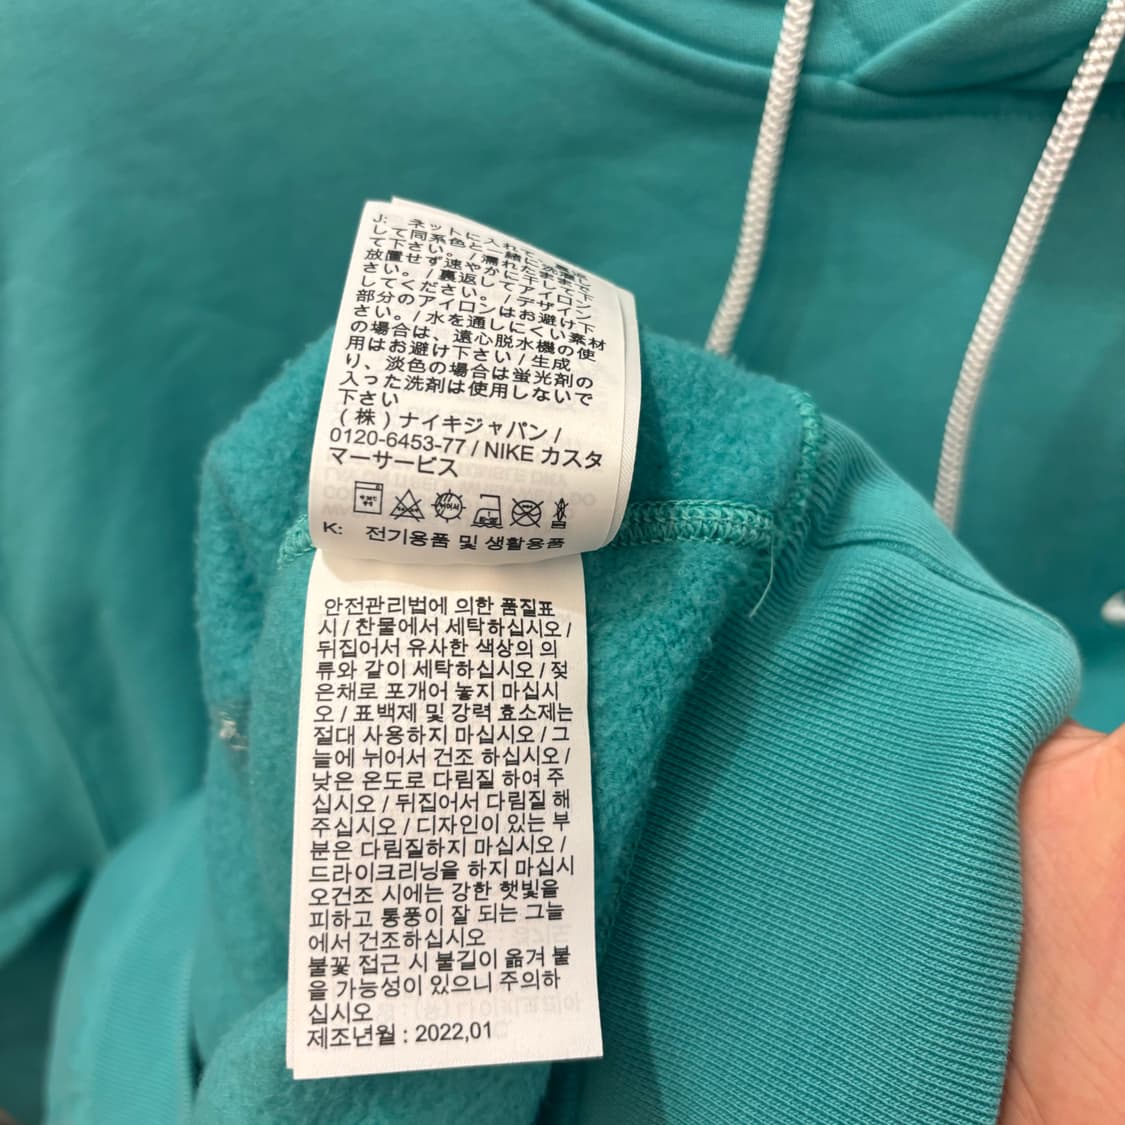 J: ネットに入れて、裏返
して同系色と一緒に洗濯し
て下さい。/濡れたままで
放置せず速やかに干して下
さい。/裏返してアイロン
してください。/デザイン
部分のアイロンはお避け下
さい。/水を通しにくい素材
の場合は、遠心脱水機の使
用はお避け下さい/生成
り、淡色の場合は蛍光剤の
入った洗剤は使用しないで
下さい
(株)ナイキジャパン/
0120-6453-77 / NIKE カスタ
マーサービス
K: 전기용품 및 생활용품
안전관리법에 의한 품질표
시 / 찬물에서 세탁하십시오 /
뒤집어서 유사한 색상의 의
류와 같이 세탁하십시오 / 젖
은채로 포개어 놓지 마십시
오 / 표백제 및 강력 효소제는
절대 사용하지 마십시오 / 그
늘에 뉘어서 건조 하십시오 /
낮은 온도로 다림질 하여 주
십시오 / 뒤집어서 다림질 해
주십시오 / 디자인이 있는 부
분은 다림질하지 마십시오 /
드라이크리닝을 하지 마십시
오건조 시에는 강한 햇빛을
피하고 통풍이 잘 되는 그늘
에서 건조하십시오
불꽃 접근 시 불길이 옮겨 붙
을 가능성이 있으니 주의하
십시오
제조년월 : 2022,01